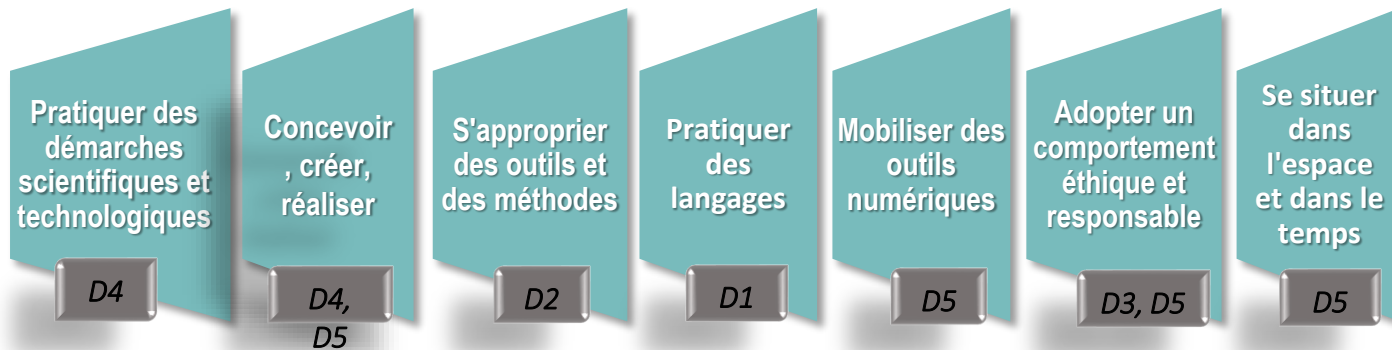 Pratiquer des
démarches
scientifiques et
technologiques
D4
Concevoir
, créer,
réaliser
D4,
D5
S'approprier
des outils et
des méthodes
D2
Pratiquer
des
langages
D1
Mobiliser des
outils
numériques
D5
Adopter un
comportement
éthique et
responsable
D3, D5
Se situer
dans
l'espace
et dans le
temps
D5